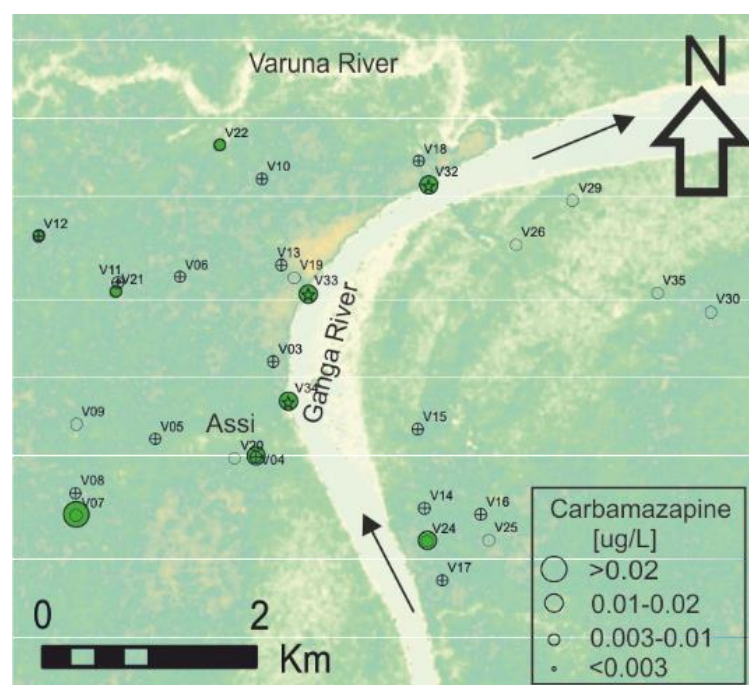 N
Varuna River
V22
V18
V10
V32
V29
V12
V26
V13
V11
V06
V19
V21
V33
V35
V30
Ganga River
V03
V34
V09
Assi
V05
V15
V20
V04
V08
V07
V14
V16
V24
V25
V17
Carbamazapine
[ug/L]
>0.02
0.01-0.02
0.003-0.01
<0.003
0 2
Km